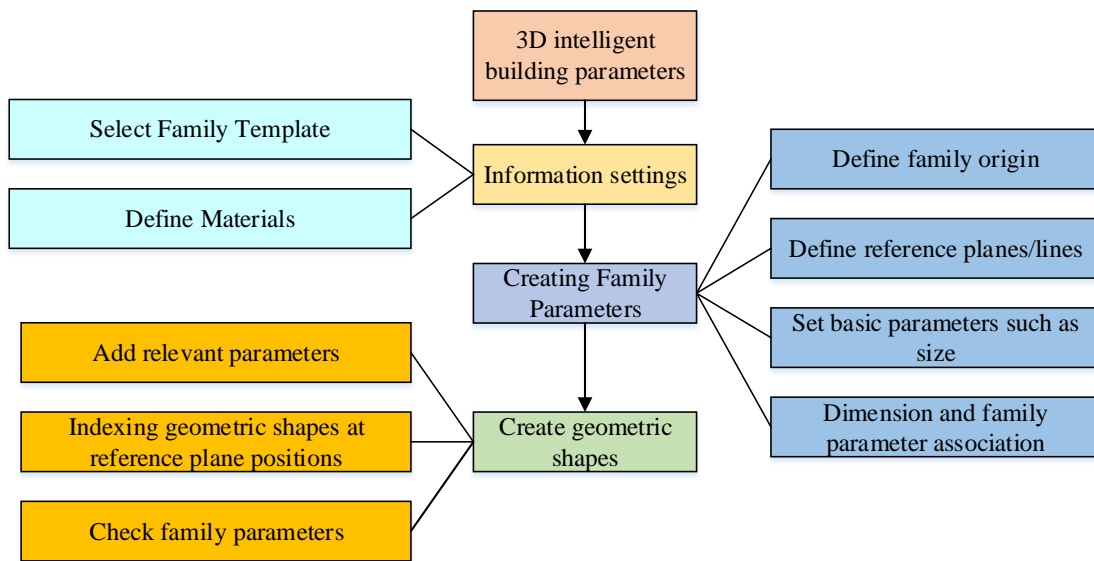 3D intelligent
building parameters
Select Family Template
Define Materials
Information settings
Define family origin
Define reference planes/lines
Creating Family
Parameters
Set basic parameters such as
size
Dimension and family
parameter association
Add relevant parameters
Indexing geometric shapes at
reference plane positions
Check family parameters
Create geometric
shapes